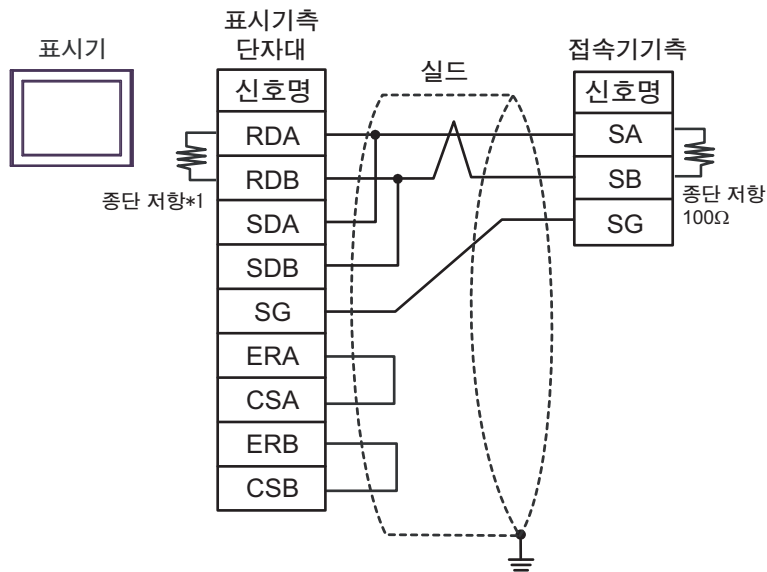 표시기
표시기측
단자대
신호명
RDA
RDB
SDA
SDB
SG
ERA
CSA
ERB
CSB
종단 저항*1
실드
접속기기측
신호명
SA
SB
SG
종단 저항
100Ω